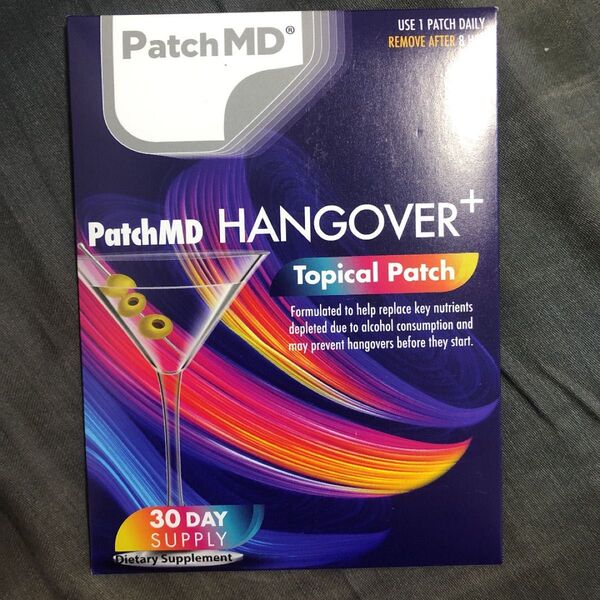 PatchMD®
USE 1 PATCH DAILY
REMOVE AFTER 8
PatchMD HANGOVER+
Topical Patch
Formulated to help replace key nutrients
depleted due to alcohol consumption and
may prevent hangovers before they start.
30 DAY
SUPPLY
Dietary Supplement